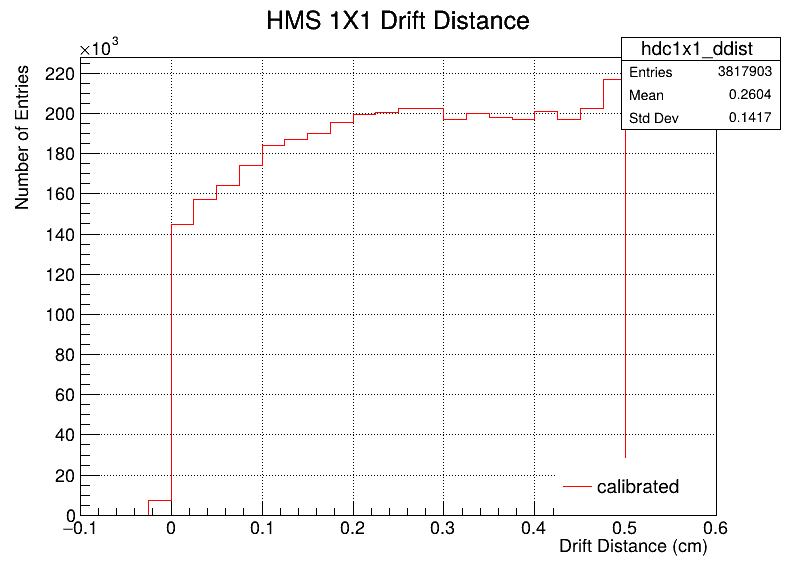 HMS 1X1 Drift Distance
×10³
hdc1x1_ddist
Entries 3817903
Mean 0.2604
Std Dev 0.1417
Number of Entries
220
200
180
160
140
120
100
80
60
40
20
0
calibrated
−0.1 0 0.1 0.2 0.3 0.4 0.5 0.6
Drift Distance (cm)